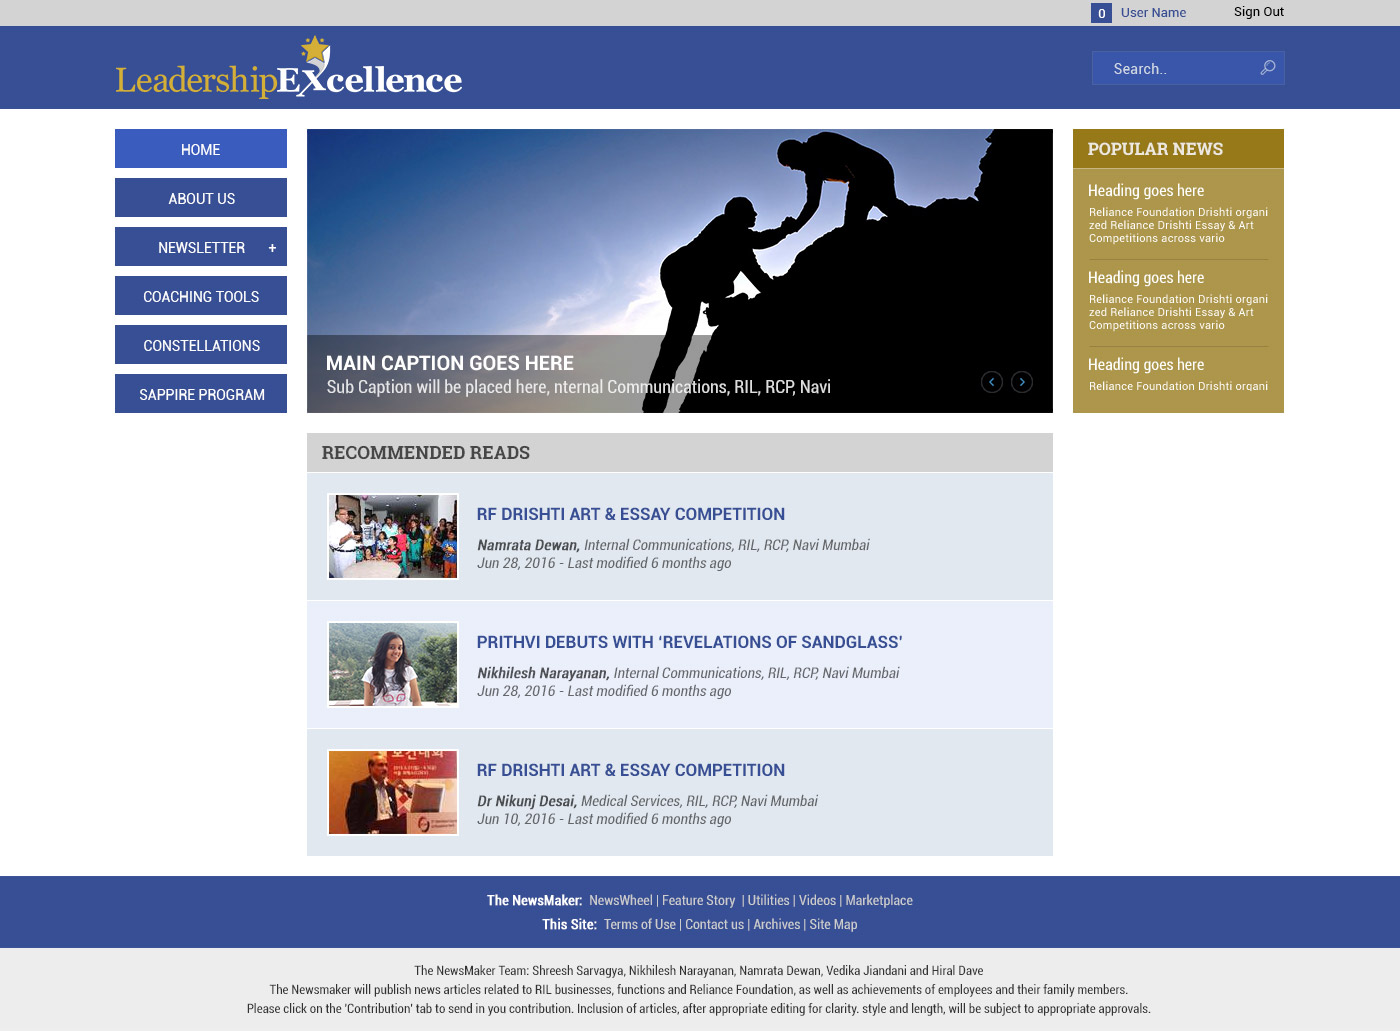 0 User Name Sign Out
LeadershipEXcellence
Search..
HOME
ABOUT US
NEWSLETTER +
COACHING TOOLS
CONSTELLATIONS
SAPPIRE PROGRAM
MAIN CAPTION GOES HERE
Sub Caption will be placed here, nternal Communications, RIL, RCP, Navi
POPULAR NEWS
Heading goes here
Reliance Foundation Drishti organi
zed Reliance Drishti Essay & Art
Competitions across vario
Heading goes here
Reliance Foundation Drishti organi
zed Reliance Drishti Essay & Art
Competitions across vario
Heading goes here
Reliance Foundation Drishti organi
RECOMMENDED READS
RF DRISHTI ART & ESSAY COMPETITION
Namrata Dewan, Internal Communications, RIL, RCP, Navi Mumbai
Jun 28, 2016 - Last modified 6 months ago
PRITHVI DEBUTS WITH ‘REVELATIONS OF SANDGLASS’
Nikhilesh Narayanan, Internal Communications, RIL, RCP, Navi Mumbai
Jun 28, 2016 - Last modified 6 months ago
RF DRISHTI ART & ESSAY COMPETITION
Dr Nikunj Desai, Medical Services, RIL, RCP, Navi Mumbai
Jun 10, 2016 - Last modified 6 months ago
The NewsMaker: NewsWheel | Feature Story | Utilities | Videos | Marketplace
This Site: Terms of Use | Contact us | Archives | Site Map
The NewsMaker Team: Shreesh Sarvagya, Nikhilesh Narayanan, Namrata Dewan, Vedika Jiandani and Hiral Dave
The Newsmaker will publish news articles related to RIL businesses, functions and Reliance Foundation, as well as achievements of employees and their family members.
Please click on the ‘Contribution’ tab to send in you contribution. Inclusion of articles, after appropriate editing for clarity. style and length, will be subject to appropriate approvals.